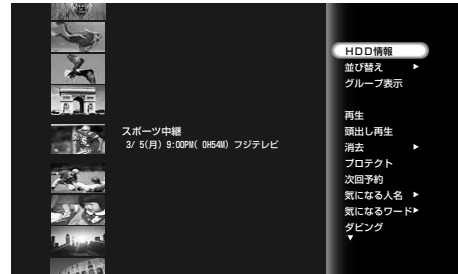 スポーツ中継
3/ 5(月) 9:00PM( 0H54M) フジテレビ
HDD情報
並び替え ▶
グループ表示
再生
頭出し再生
消去 ▶
プロテクト
次回予約
気になる人名 ▶
気になるワード▶
ダビング
▼